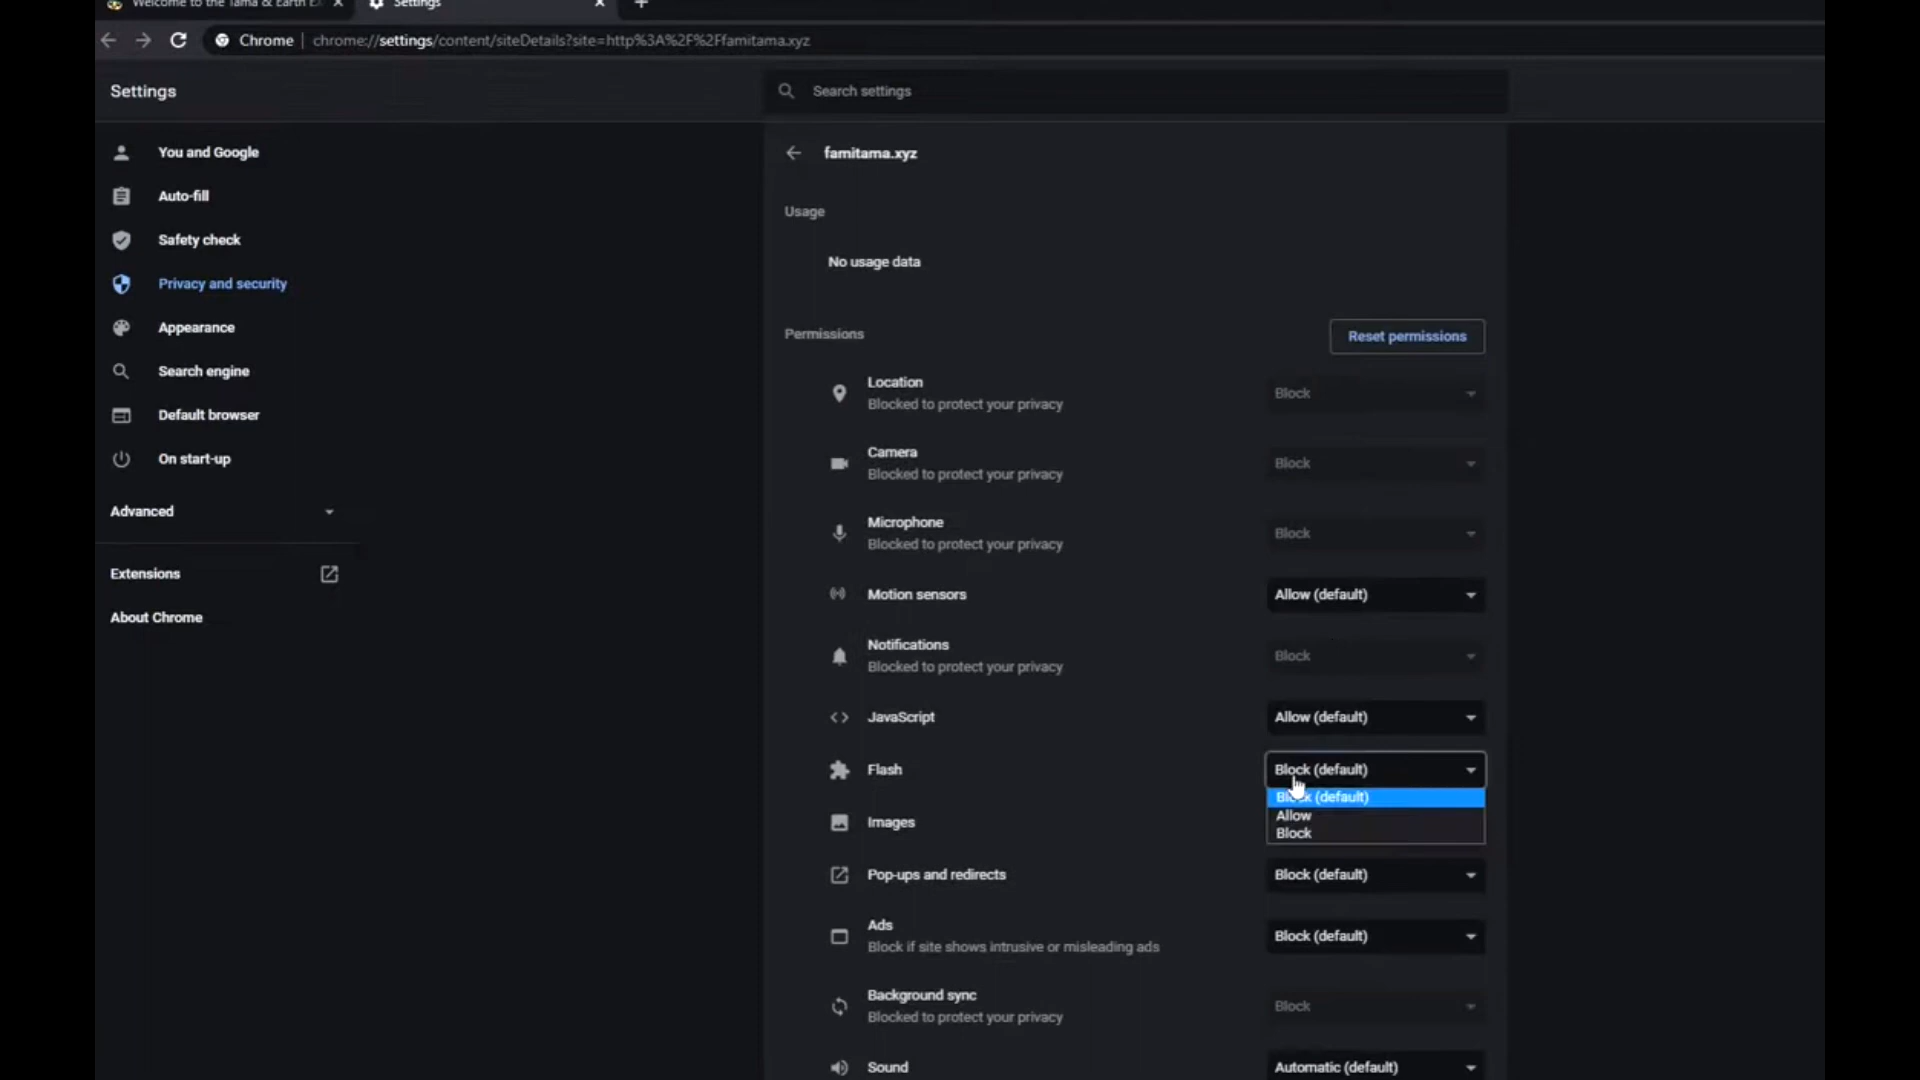 Welcome to the Tama & Earth E
Settings
Chrome | chrome://settings/content/siteDetails?site=http%3A%2F%2Ffamitama.xyz
Settings
Search settings
You and Google
Auto-fill
Safety check
Privacy and security
Appearance
Search engine
Default browser
On start-up
Advanced
Extensions
About Chrome
famitama.xyz
Usage
No usage data
Permissions
Reset permissions
Location
Blocked to protect your privacy
Block
Camera
Blocked to protect your privacy
Block
Microphone
Blocked to protect your privacy
Block
Motion sensors
Allow (default)
Notifications
Blocked to protect your privacy
Block
JavaScript
Allow (default)
Flash
Block (default)
Block (default)
Allow
Block
Images
Pop-ups and redirects
Block (default)
Ads
Block if site shows intrusive or misleading ads
Block (default)
Background sync
Blocked to protect your privacy
Block
Sound
Automatic (default)